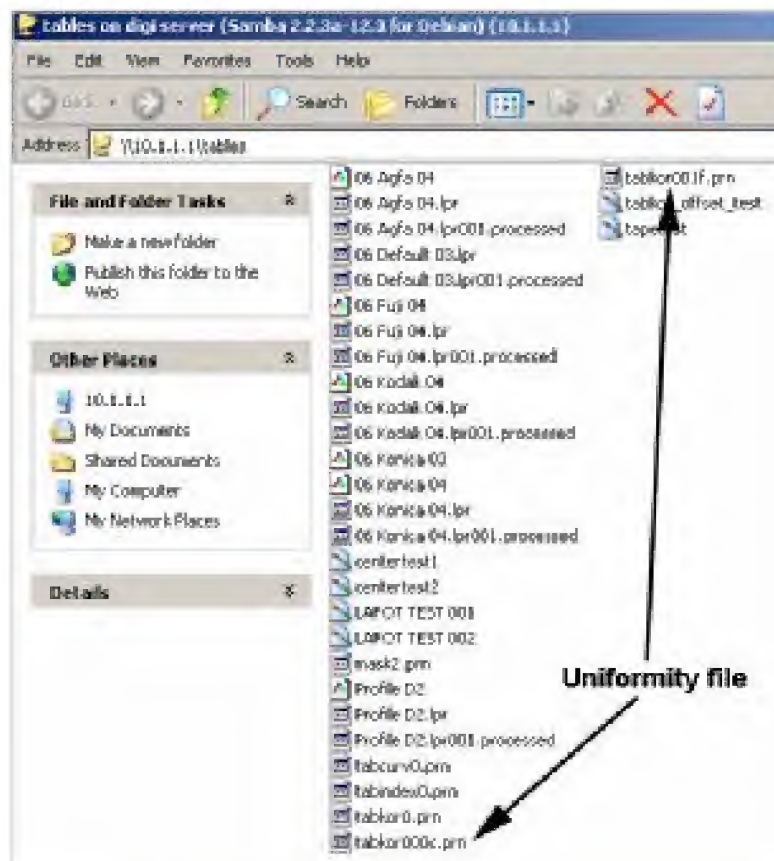 tables on digi server (Samba 2.2.3a-12.3 for Debian) (10.1.1.1)
File Edit View Favorites Tools Help
Back Search Folders
Address \\10.1.1.1\tables
File and Folder Tasks
Make a new folder
Publish this folder to the
Web
Other Places
10.1.1.1
My Documents
Shared Documents
My Computer
My Network Places
Details
06 Agfa 04
06 Agfa 04.lpr
06 Agfa 04.lpr001.processed
06 Default 03.lpr
06 Default 03.lpr001.processed
06 Fuji 04
06 Fuji 04.lpr
06 Fuji 04.lpr001.processed
06 Kodak 04
06 Kodak 04.lpr
06 Kodak 04.lpr001.processed
06 Konica 03
06 Konica 04
06 Konica 04.lpr
06 Konica 04.lpr001.processed
centertest1
centertest2
LAPOT TEST 001
LAPOT TEST 002
mask2.prn
Profile D2
Profile D2.lpr
Profile D2.lpr001.processed
tabcurv0.prn
tabindex0.prn
tabkor0.prn
tabkor000c.prn
tabkor001f.prn
offset_test
Uniformity file